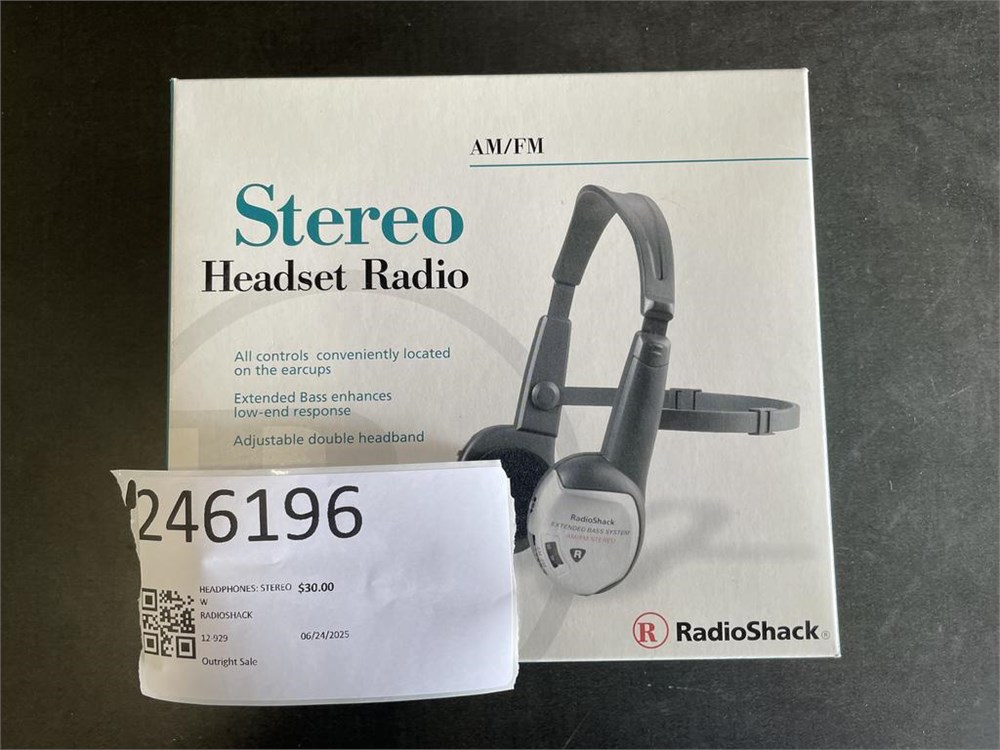 AM/FM
Stereo
Headset Radio
All controls conveniently located
on the earcups
Extended Bass enhances
low-end response
Adjustable double headband
RadioShack
EXTENDED BASS SYSTEM
AM/FM STEREO
R
R RadioShack®
246196
HEADPHONES: STEREO $30.00
W
RADIOSHACK
12-929 06/24/2025
Outright Sale